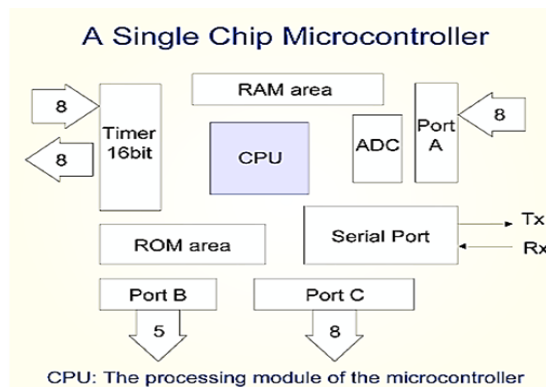 A Single Chip Microcontroller
8
8
Timer
16bit
RAM area
CPU
ADC
Port
A
8
ROM area
Serial Port
Tx
Rx
Port B
Port C
5
8
CPU: The processing module of the microcontroller